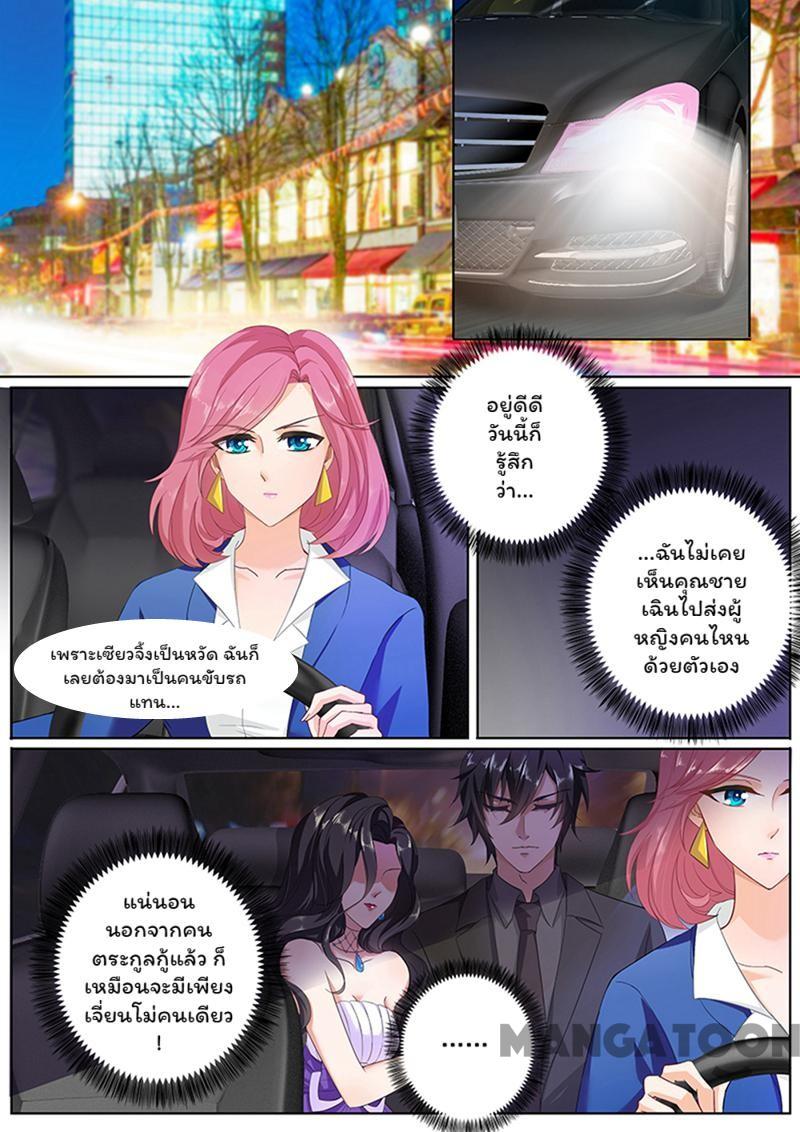 อยู่ดีดี
วันนี้ก็
รู้สึก
ว่า...
...ฉันไม่เคย
เห็นคุณชาย
เฉินไปส่งผู้
หญิงคนไหน
ด้วยตัวเอง
เพราะเซียวจิ้งเป็นหวัด ฉันก็
เลยต้องมาเป็นคนขับรถ
แทน...
แน่นอน
นอกจากคน
ตระกูลกู้แล้ว ก็
เหมือนจะมีเพียง
เจี่ยนโม่คนเดียว
!
......
MANGATOON